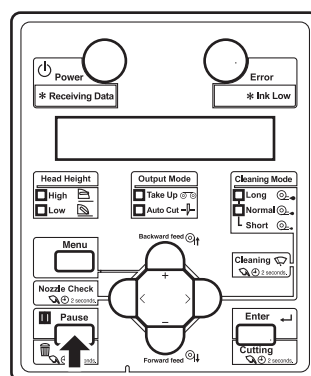 Power
Error
* Receiving Data
* Ink Low
Head Height
High
Low
Output Mode
Take Up
Auto Cut
Cleaning Mode
Long
Normal
Short
Menu
Backward feed
+
< >
−
Forward feed
Cleaning
2 seconds.
Nozzle Check
2 seconds.
Pause
Enter
2 seconds.
Cutting